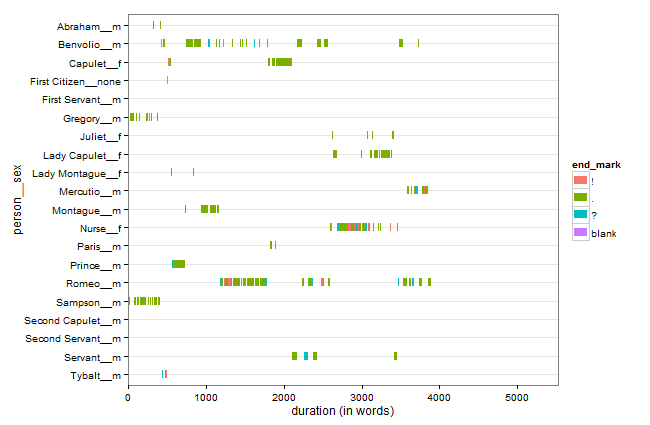 Abraham__m
Benvolio__m
Capulet__f
First Citizen__none
First Servant__m
Gregory__m
Juliet__f
Lady Capulet__f
Lady Montague__f
Mercutio__m
Montague__m
Nurse__f
Paris__m
Prince__m
Romeo__m
Sampson__m
Second Capulet__m
Second Servant__m
Servant__m
Tybalt__m
person__sex
0 1000 2000 3000 4000 5000
duration (in words)
end_mark
!
.
?
blank